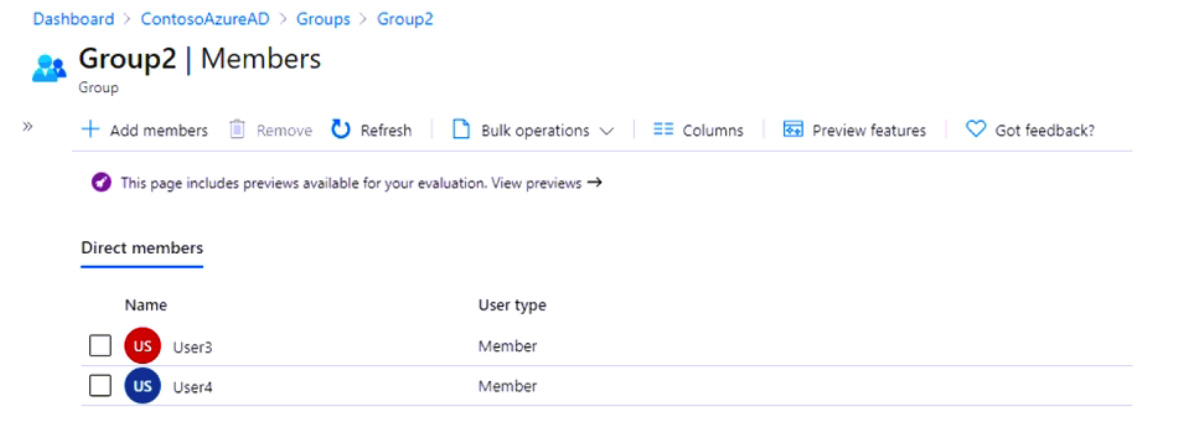 Dashboard > ContosoAzureAD > Groups > Group2
Group2 | Members
Group
» + Add members Remove Refresh Bulk operations Columns Preview features Got feedback?
This page includes previews available for your evaluation. View previews →
Direct members
Name User type
US User3 Member
US User4 Member